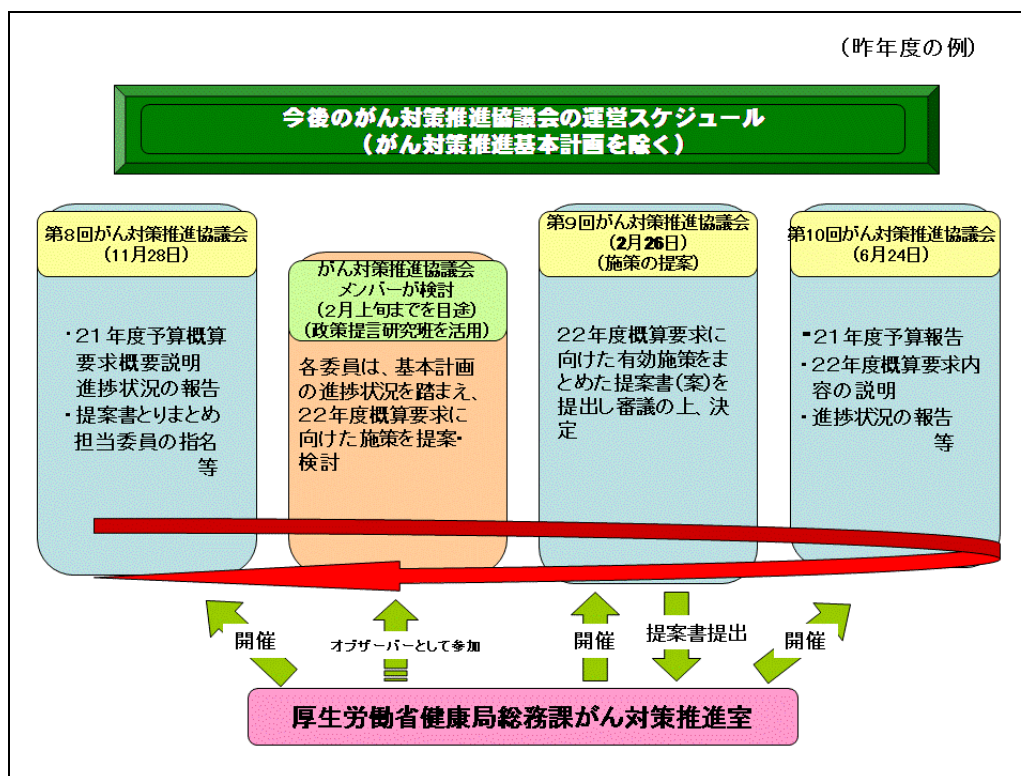 （昨年度の例）
今後のがん対策推進協議会の運営スケジュール
（がん対策推進基本計画を除く）
第8回がん対策推進協議会
(11月28日)
・21年度予算概算
要求概要説明
進捗状況の報告
・提案書とりまとめ
担当委員の指名
等
がん対策推進協議会
メンバーが検討
(2月上旬までを目途)
(政策提言研究班を活用)
各委員は、基本計画
の進捗状況を踏まえ、
22年度概算要求に
向けた施策を提案・
検討
第9回がん対策推進協議会
(2月26日)
(施策の提案)
22年度概算要求に
向けた有効施策をま
とめた提案書(案)を
提出し審議の上、決
定
第10回がん対策推進協議会
(6月24日)
・21年度予算報告
・22年度概算要求内
容の説明
・進捗状況の報告
等
開催
オブザーバーとして参加
開催
提案書提出
開催
厚生労働省健康局総務課がん対策推進室